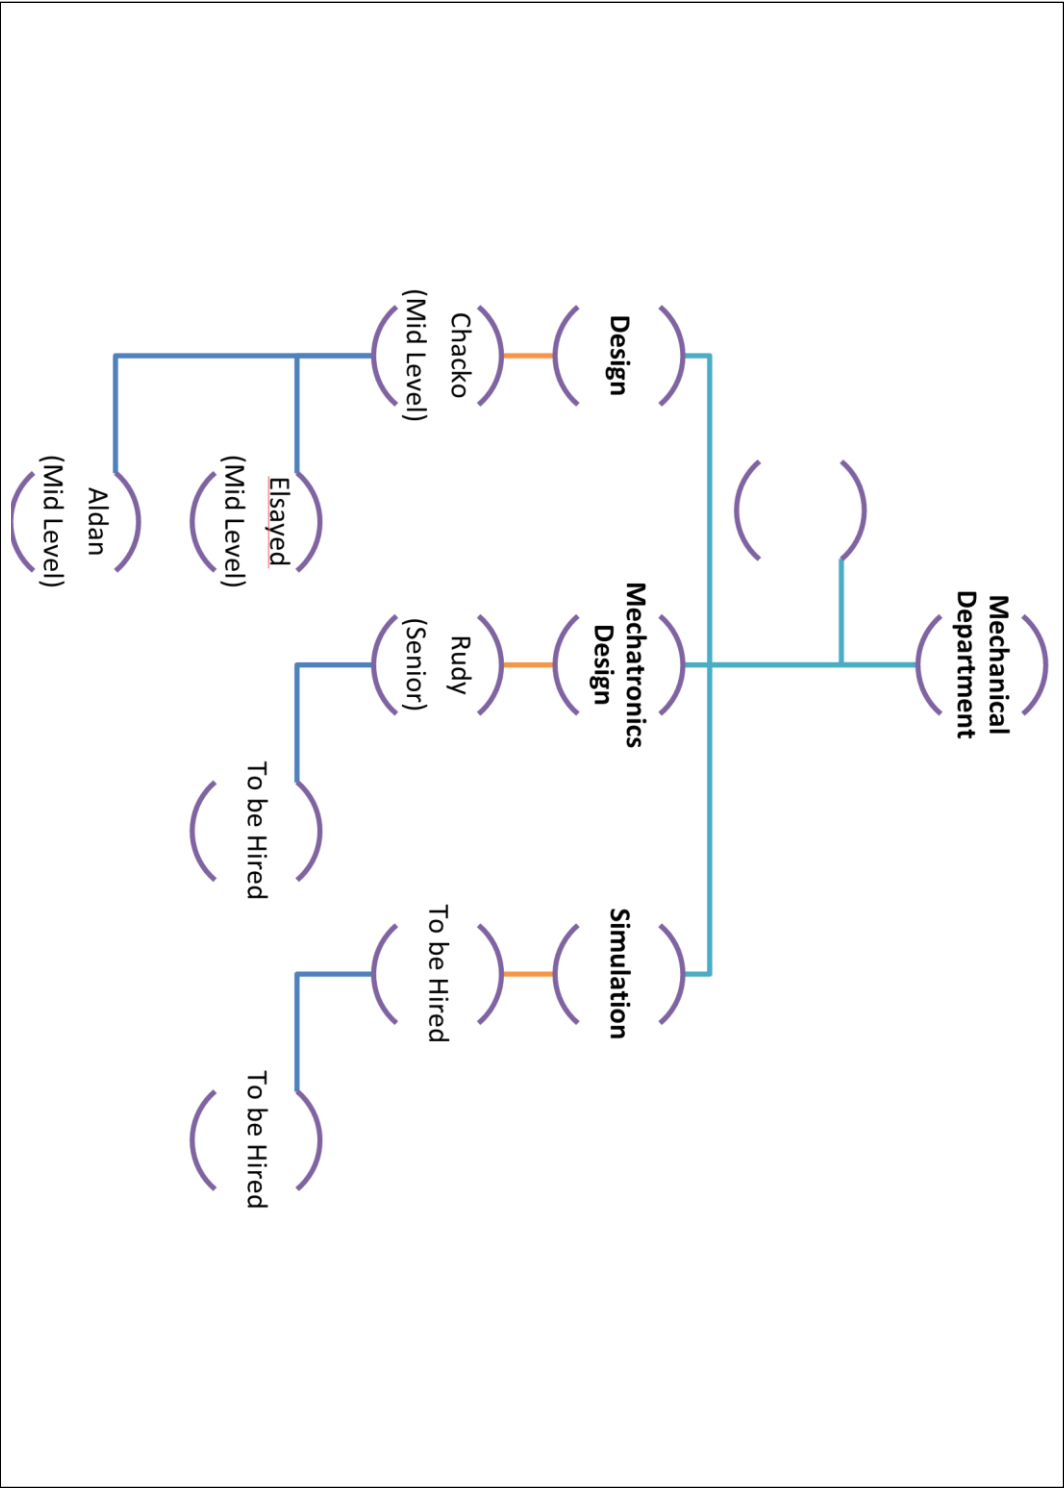 Mechanical
Department
Design
Mechatronics
Design
Simulation
Chacko
(Mid Level)
Rudy
(Senior)
To be Hired
Elsayed
(Mid Level)
To be Hired
To be Hired
Aldan
(Mid Level)